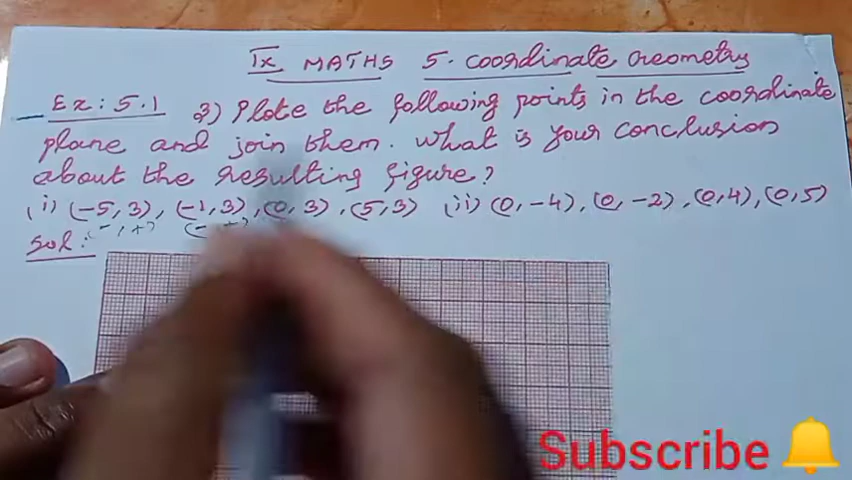 IX MATHS 5. Coordinate Geometry
Ex: 5.1 3) Plote the following points in the coordinate
plane and join them. What is your conclusion
about the resulting figure?
(i) (-5, 3), (-1, 3), (0, 3), (5, 3) (ii) (0, -4), (0, -2), (0, 4), (0, 5)
Sol: (-, +)
Subscribe